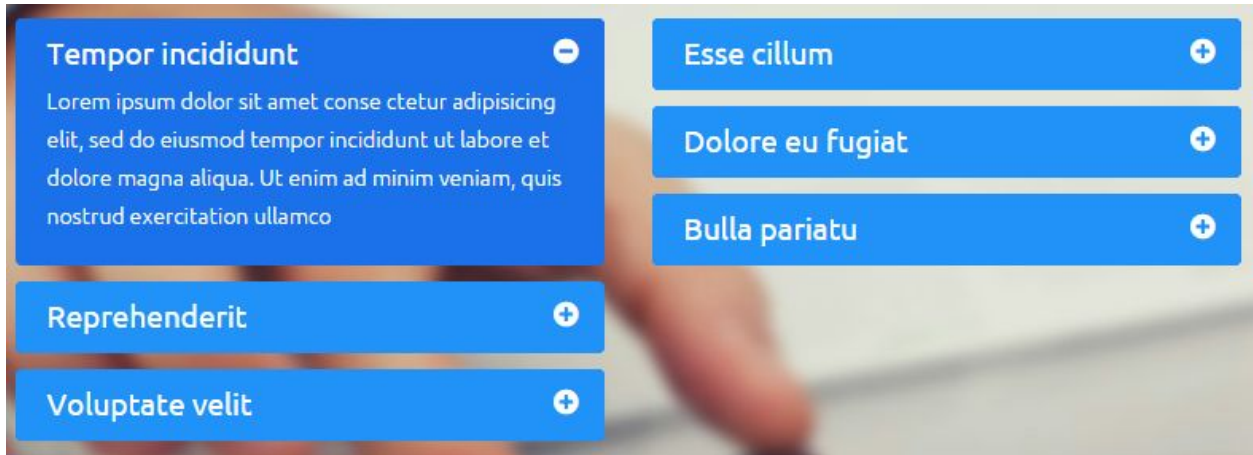 Tempor incididunt
Lorem ipsum dolor sit amet conse ctetur adipisicing
elit, sed do eiusmod tempor incididunt ut labore et
dolore magna aliqua. Ut enim ad minim veniam, quis
nostrud exercitation ullamco
Reprehenderit
Voluptate velit
Esse cillum
Dolore eu fugiat
Bulla pariatu